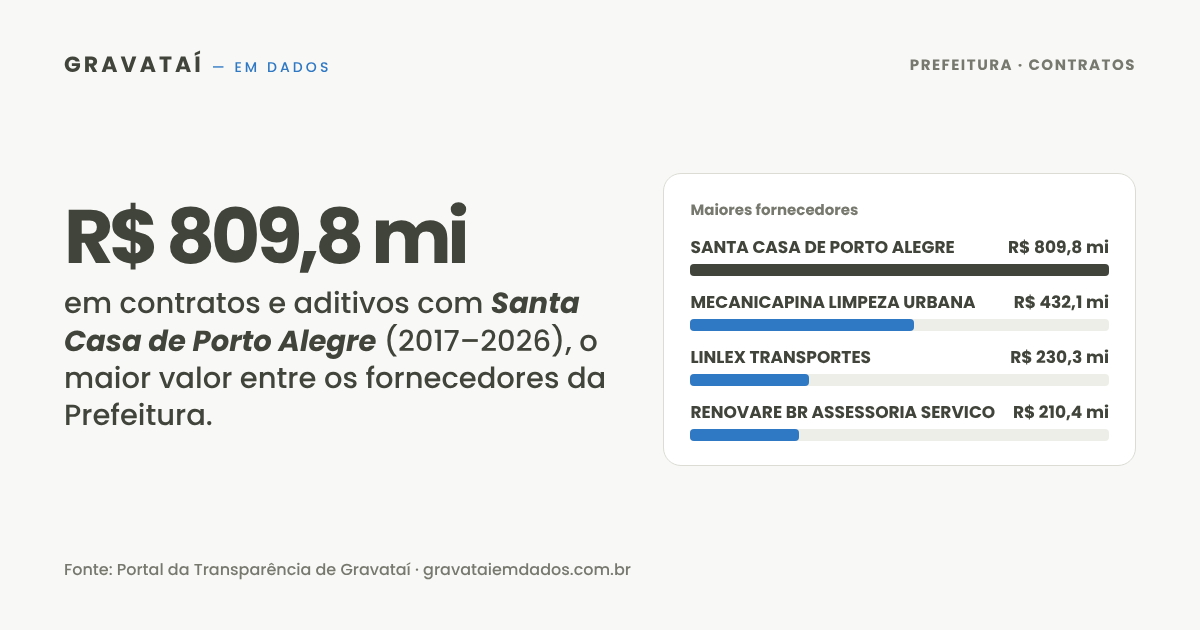 GRAVATAÍ — EM DADOS
PREFEITURA · CONTRATOS
R$ 809,8 mi
em contratos e aditivos com Santa
Casa de Porto Alegre (2017–2026), o
maior valor entre os fornecedores da
Prefeitura.
Maiores fornecedores
SANTA CASA DE PORTO ALEGRE R$ 809,8 mi
MECANICAPINA LIMPEZA URBANA R$ 432,1 mi
LINLEX TRANSPORTES R$ 230,3 mi
RENOVARE BR ASSESSORIA SERVICO R$ 210,4 mi
Fonte: Portal da Transparência de Gravataí · gravataiemdados.com.br